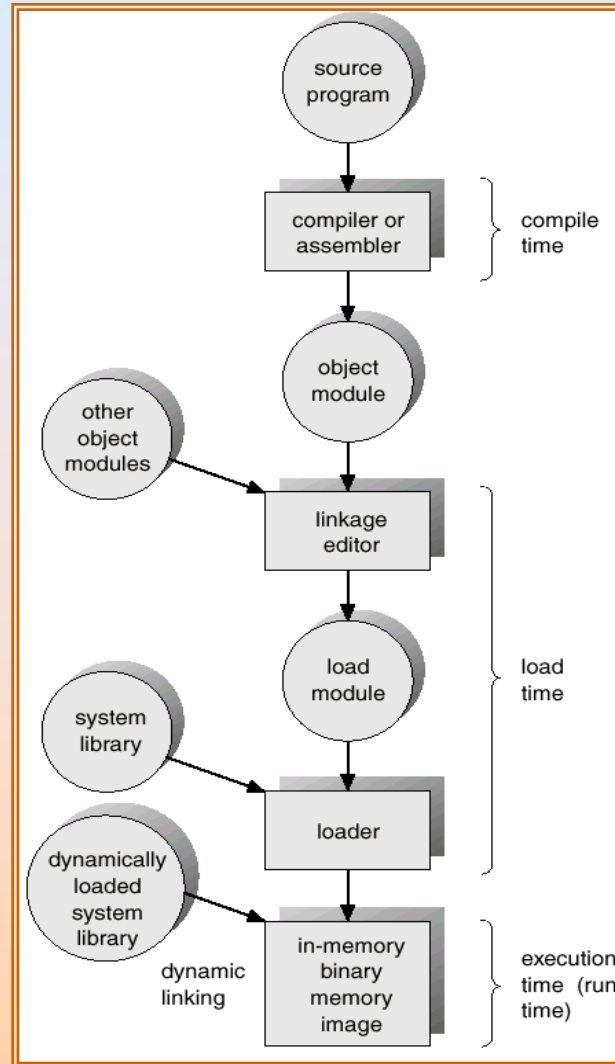 source
program
compiler or
assembler
compile
time
object
module
other
object
modules
linkage
editor
load
module
load
time
system
library
loader
dynamically
loaded
system
library
dynamic
linking
in-memory
binary
memory
image
execution
time (run
time)